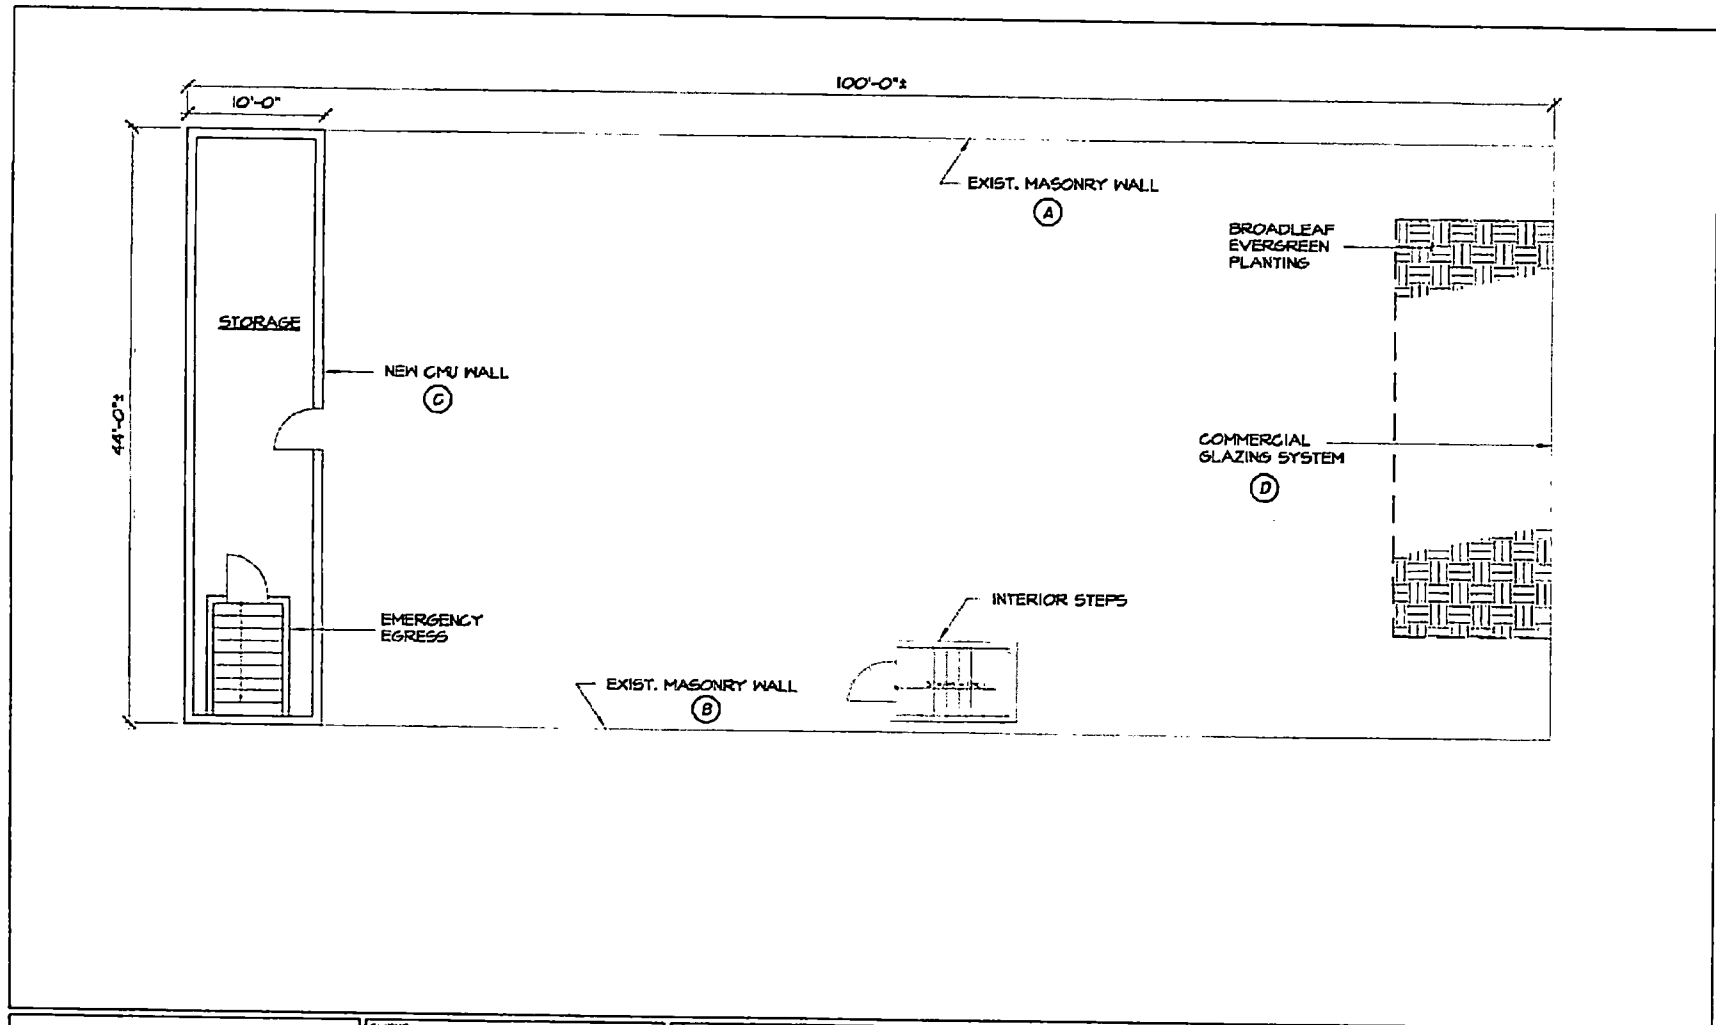 100'-0"±
10'-0"
EXIST. MASONRY WALL
A
BROADLEAF
EVERGREEN
PLANTING
STORAGE
NEW CMU WALL
C
44'-0"±
COMMERCIAL
GLAZING SYSTEM
D
INTERIOR STEPS
EMERGENCY
EGRESS
EXIST. MASONRY WALL
B